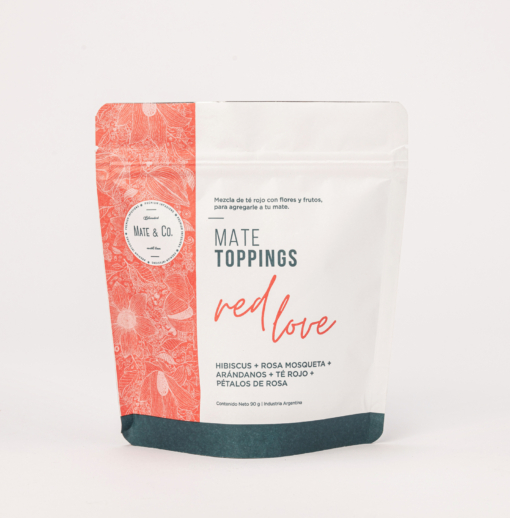 Mezcla de té rojo con flores y frutos,
para agregarle a tu mate.
MATE & CO.
MATE
TOPPINGS
red love
HIBISCUS + ROSA MOSQUETA +
ARÁNDANOS + TÉ ROJO +
PÉTALOS DE ROSA
Contenido Neto 90 g | Industria Argentina